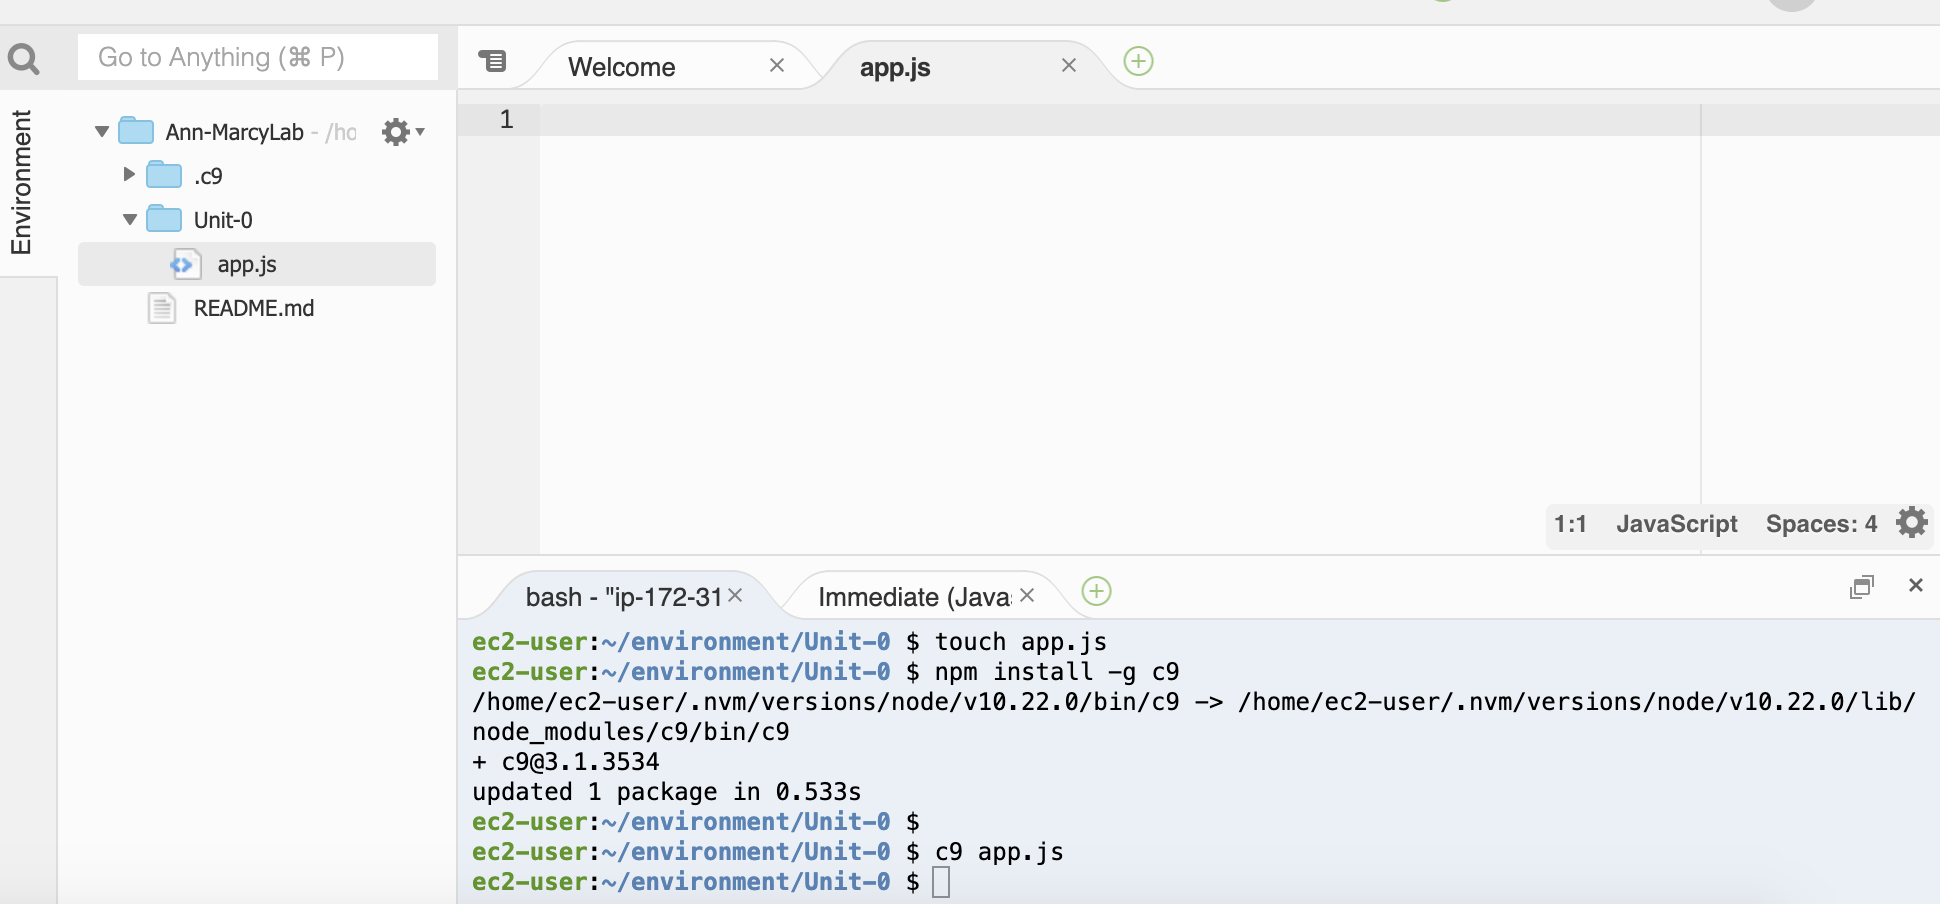 Go to Anything (⌘ P)
Environment
Ann-MarcyLab - /ho
.c9
Unit-0
app.js
README.md
Welcome
app.js
1
1:1 JavaScript Spaces: 4
bash - "ip-172-31
Immediate (Javas
ec2-user:~/environment/Unit-0 $ touch app.js
ec2-user:~/environment/Unit-0 $ npm install -g c9
/home/ec2-user/.nvm/versions/node/v10.22.0/bin/c9 -> /home/ec2-user/.nvm/versions/node/v10.22.0/lib/
node_modules/c9/bin/c9
+ c9@3.1.3534
updated 1 package in 0.533s
ec2-user:~/environment/Unit-0 $
ec2-user:~/environment/Unit-0 $ c9 app.js
ec2-user:~/environment/Unit-0 $